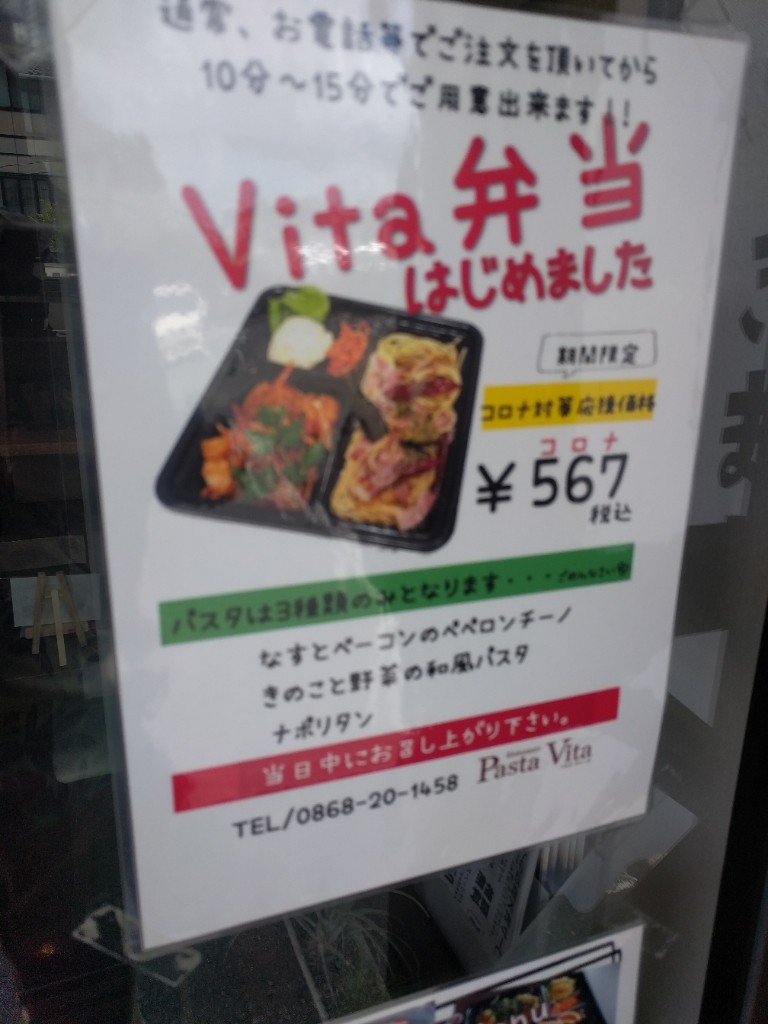 通常、お電話等でご注文を頂いてから
10分～15分でご用意出来ます!!
Vita弁当
はじめました
期間限定
コロナ対策応援価格
コロナ
¥567
税込
パスタは3種類のみとなります・・・ごめんなさい
なすとベーコンのペペロンチーノ
きのこと野菜の和風パスタ
ナポリタン
当日中にお召し上がり下さい。
Pasta Vita
TEL/0868-20-1458